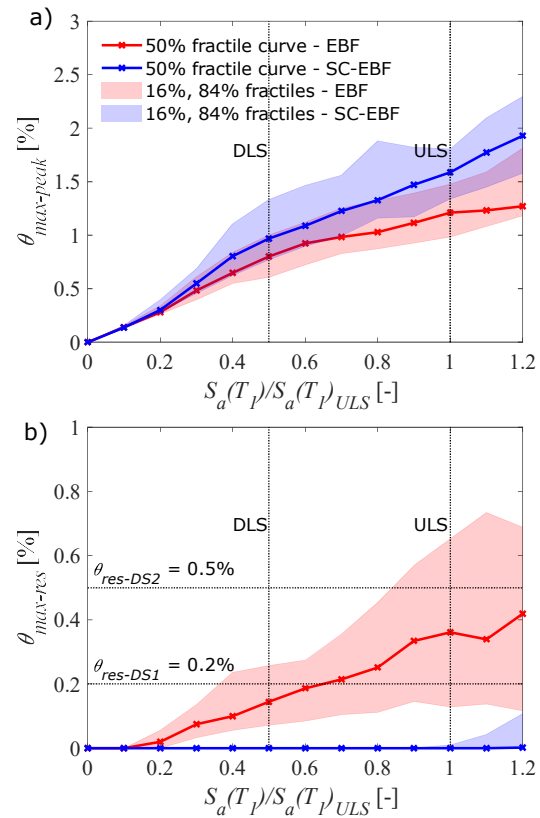 a)
3
2.5
2
1.5
1
0.5
0
θmax-peak [%]
50% fractile curve - EBF
50% fractile curve - SC-EBF
16%, 84% fractiles - EBF
16%, 84% fractiles - SC-EBF
DLS
ULS
0 0.2 0.4 0.6 0.8 1 1.2
Sa(T1)/Sa(T1)ULS [-]
b)
1
0.8
0.6
0.4
0.2
0
θmax-res [%]
DLS
ULS
θres-DS2 = 0.5%
θres-DS1 = 0.2%
0 0.2 0.4 0.6 0.8 1 1.2
Sa(T1)/Sa(T1)ULS [-]